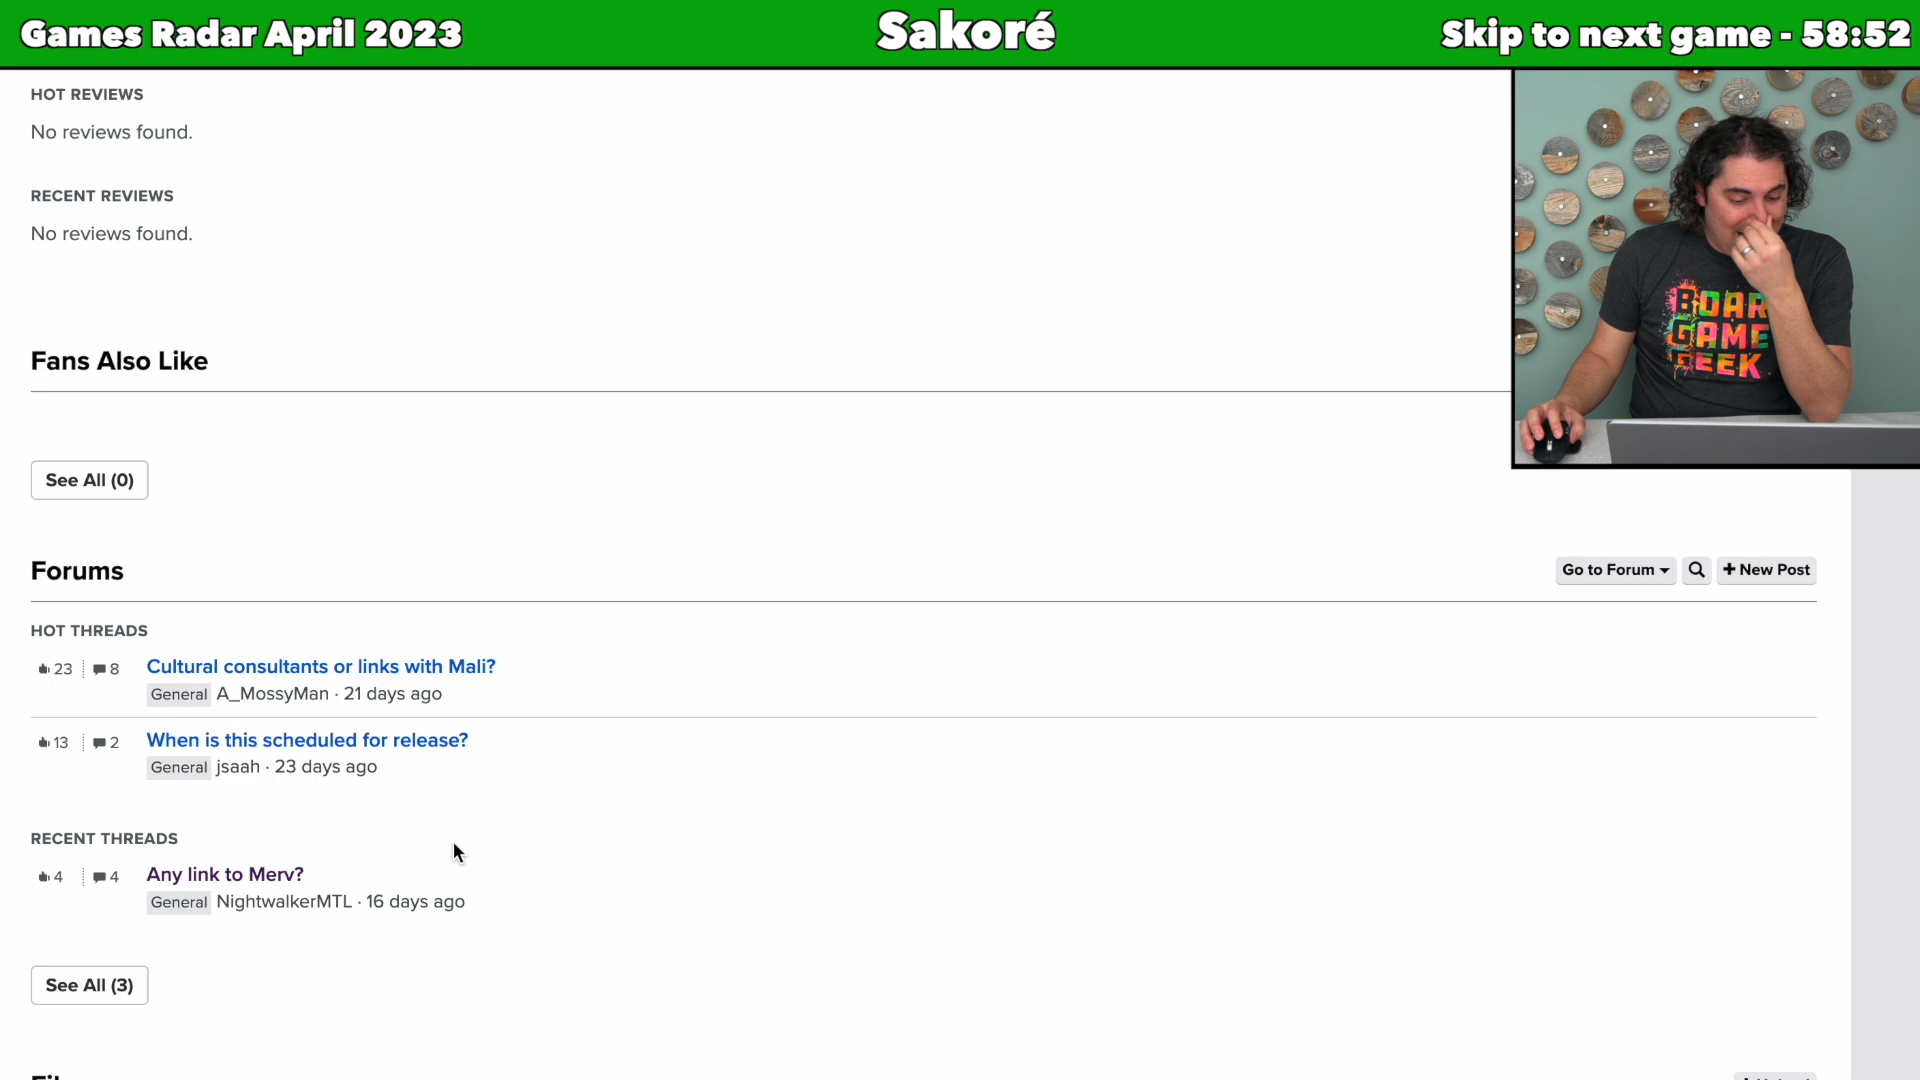 Games Radar April 2023
Sakoré
Skip to next game - 58:52
HOT REVIEWS
No reviews found.
RECENT REVIEWS
No reviews found.
BOAR
GAME
GEEK
Fans Also Like
See All (0)
Forums
Go to Forum
+ New Post
HOT THREADS
23
8
Cultural consultants or links with Mali?
General A_MossyMan · 21 days ago
13
2
When is this scheduled for release?
General jsaah · 23 days ago
RECENT THREADS
4
4
Any link to Merv?
General NightwalkerMTL · 16 days ago
See All (3)